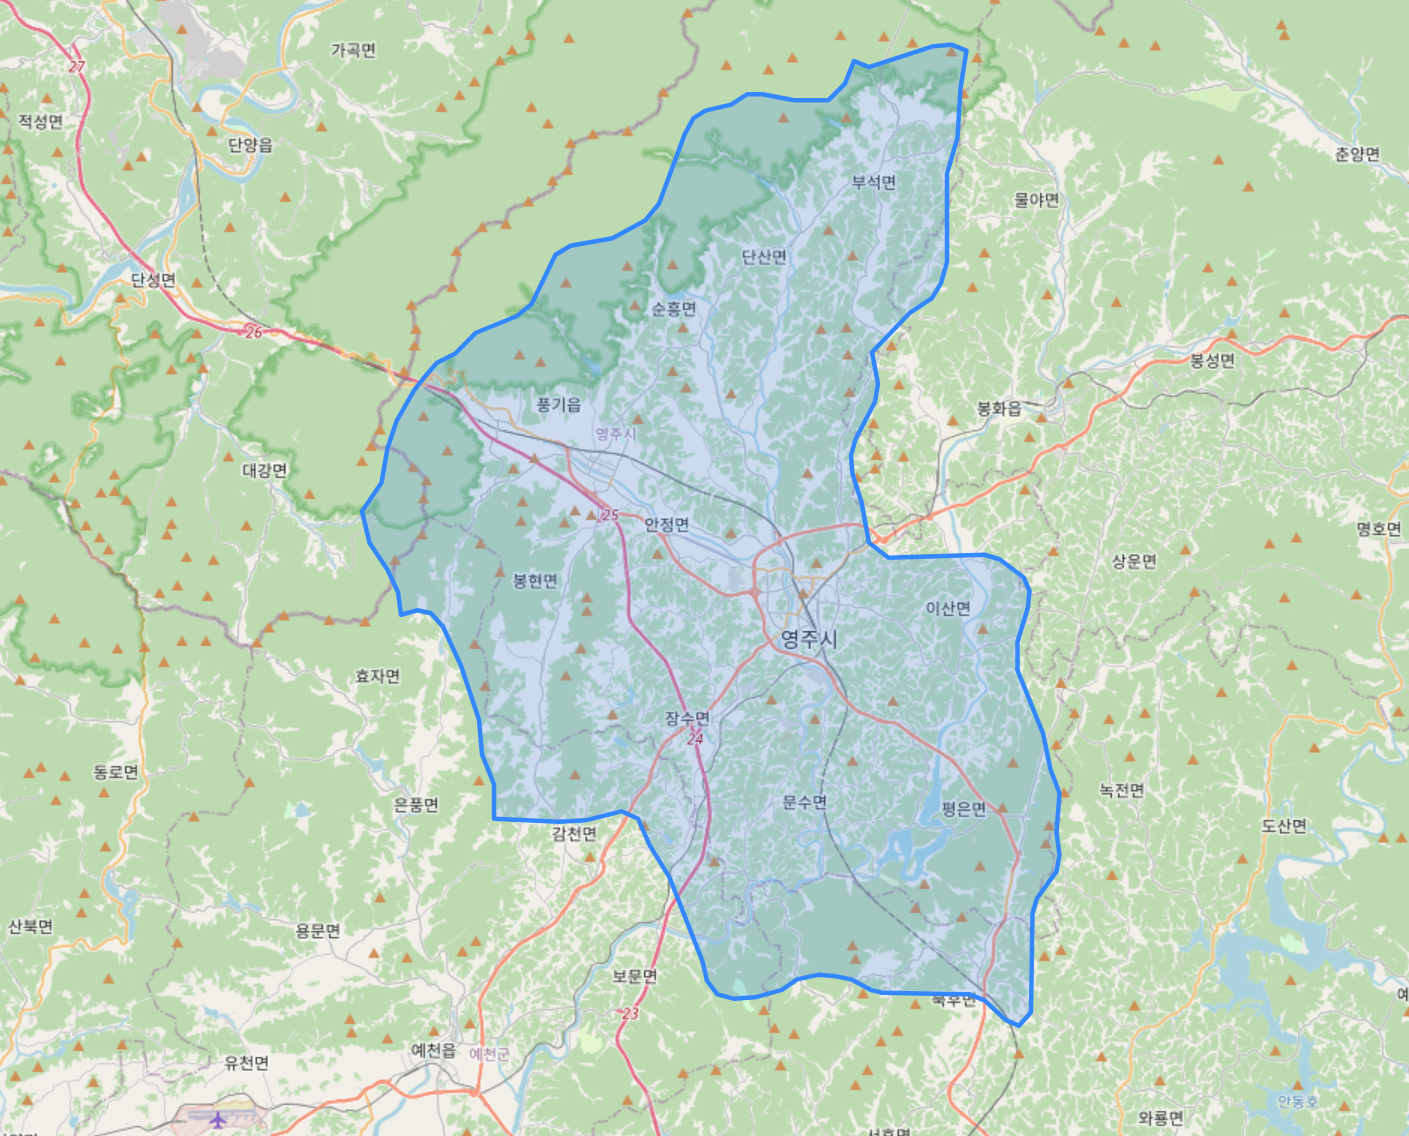 가곡면
27
적성면
단양읍
춘양면
부석면
물야면
단산면
단성면
순흥면
26
봉성면
풍기읍
봉화읍
영주시
대강면
25
안정면
명호면
상운면
봉현면
이산면
영주시
효자면
장수면
24
동로면
녹전면
은풍면
문수면
평은면
도산면
감천면
산북면
용문면
보문면
북후면
예
23
예천읍
예천군
유천면
안동호
와룡면
서후면